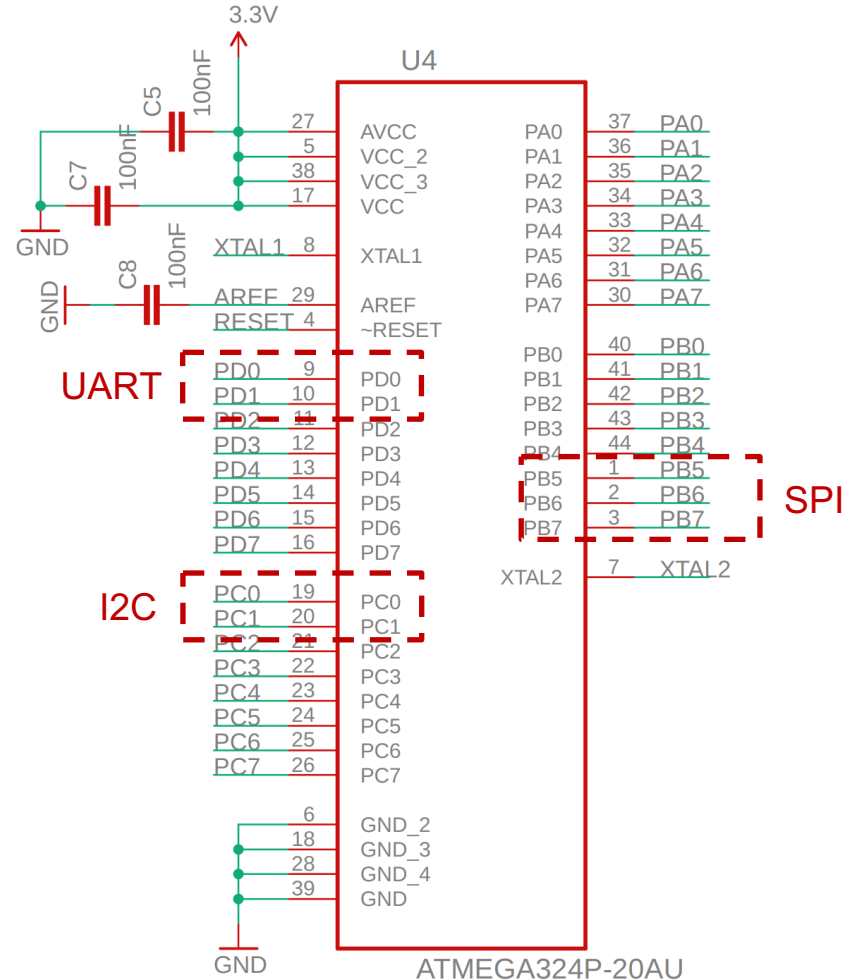 3.3V
U4
C5 100nF
C7 100nF
GND
27 AVCC
5 VCC_2
38 VCC_3
17 VCC
XTAL1 8 XTAL1
C8 100nF
GND
AREF 29 AREF
RESET 4 ~RESET
UART
PD0 9 PD0
PD1 10 PD1
PD2 11 PD2
PD3 12 PD3
PD4 13 PD4
PD5 14 PD5
PD6 15 PD6
PD7 16 PD7
I2C
PC0 19 PC0
PC1 20 PC1
PC2 21 PC2
PC3 22 PC3
PC4 23 PC4
PC5 24 PC5
PC6 25 PC6
PC7 26 PC7
6 GND_2
18 GND_3
28 GND_4
39 GND
GND
PA0 37 PA0
PA1 36 PA1
PA2 35 PA2
PA3 34 PA3
PA4 33 PA4
PA5 32 PA5
PA6 31 PA6
PA7 30 PA7
PB0 40 PB0
PB1 41 PB1
PB2 42 PB2
PB3 43 PB3
PB4 44 PB4
PB5 1 PB5
PB6 2 PB6
PB7 3 PB7
SPI
XTAL2 7 XTAL2
ATMEGA324P-20AU